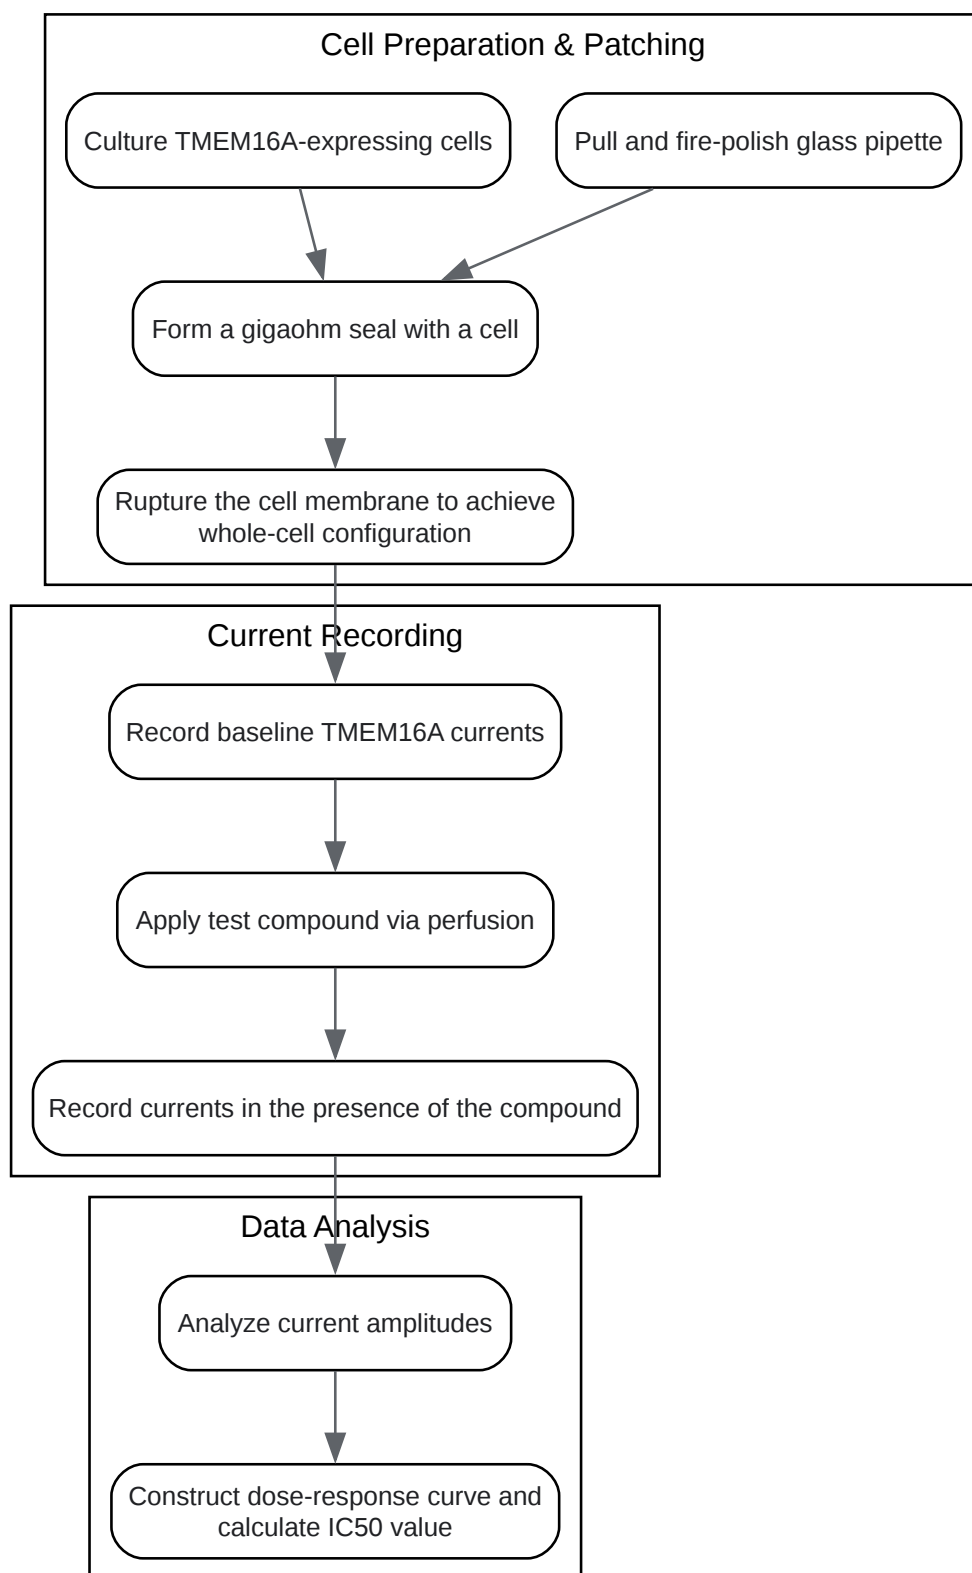 Cell Preparation & Patching
Culture TMEM16A-expressing cells
Pull and fire-polish glass pipette
Form a gigaohm seal with a cell
Rupture the cell membrane to achieve
whole-cell configuration
Current Recording
Record baseline TMEM16A currents
Apply test compound via perfusion
Record currents in the presence of the compound
Data Analysis
Analyze current amplitudes
Construct dose-response curve and
calculate IC50 value